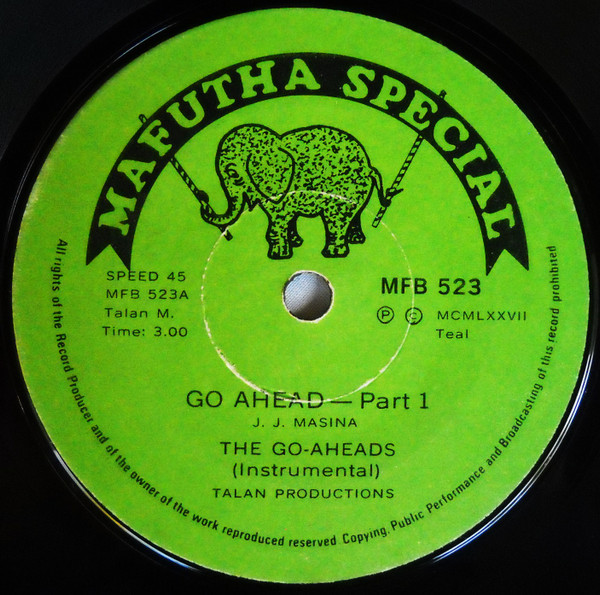 MAFUTHA SPECIAL
SPEED 45
MFB 523A
Talan M.
Time: 3.00
MFB 523
Ⓟ © MCMLXXVII
Teal
GO AHEAD — Part 1
J. J. MASINA
THE GO-AHEADS
(Instrumental)
TALAN PRODUCTIONS
All rights of the Record Producer and of the owner of the work reproduced reserved. Copying, Public Performance and Broadcasting of this record prohibited